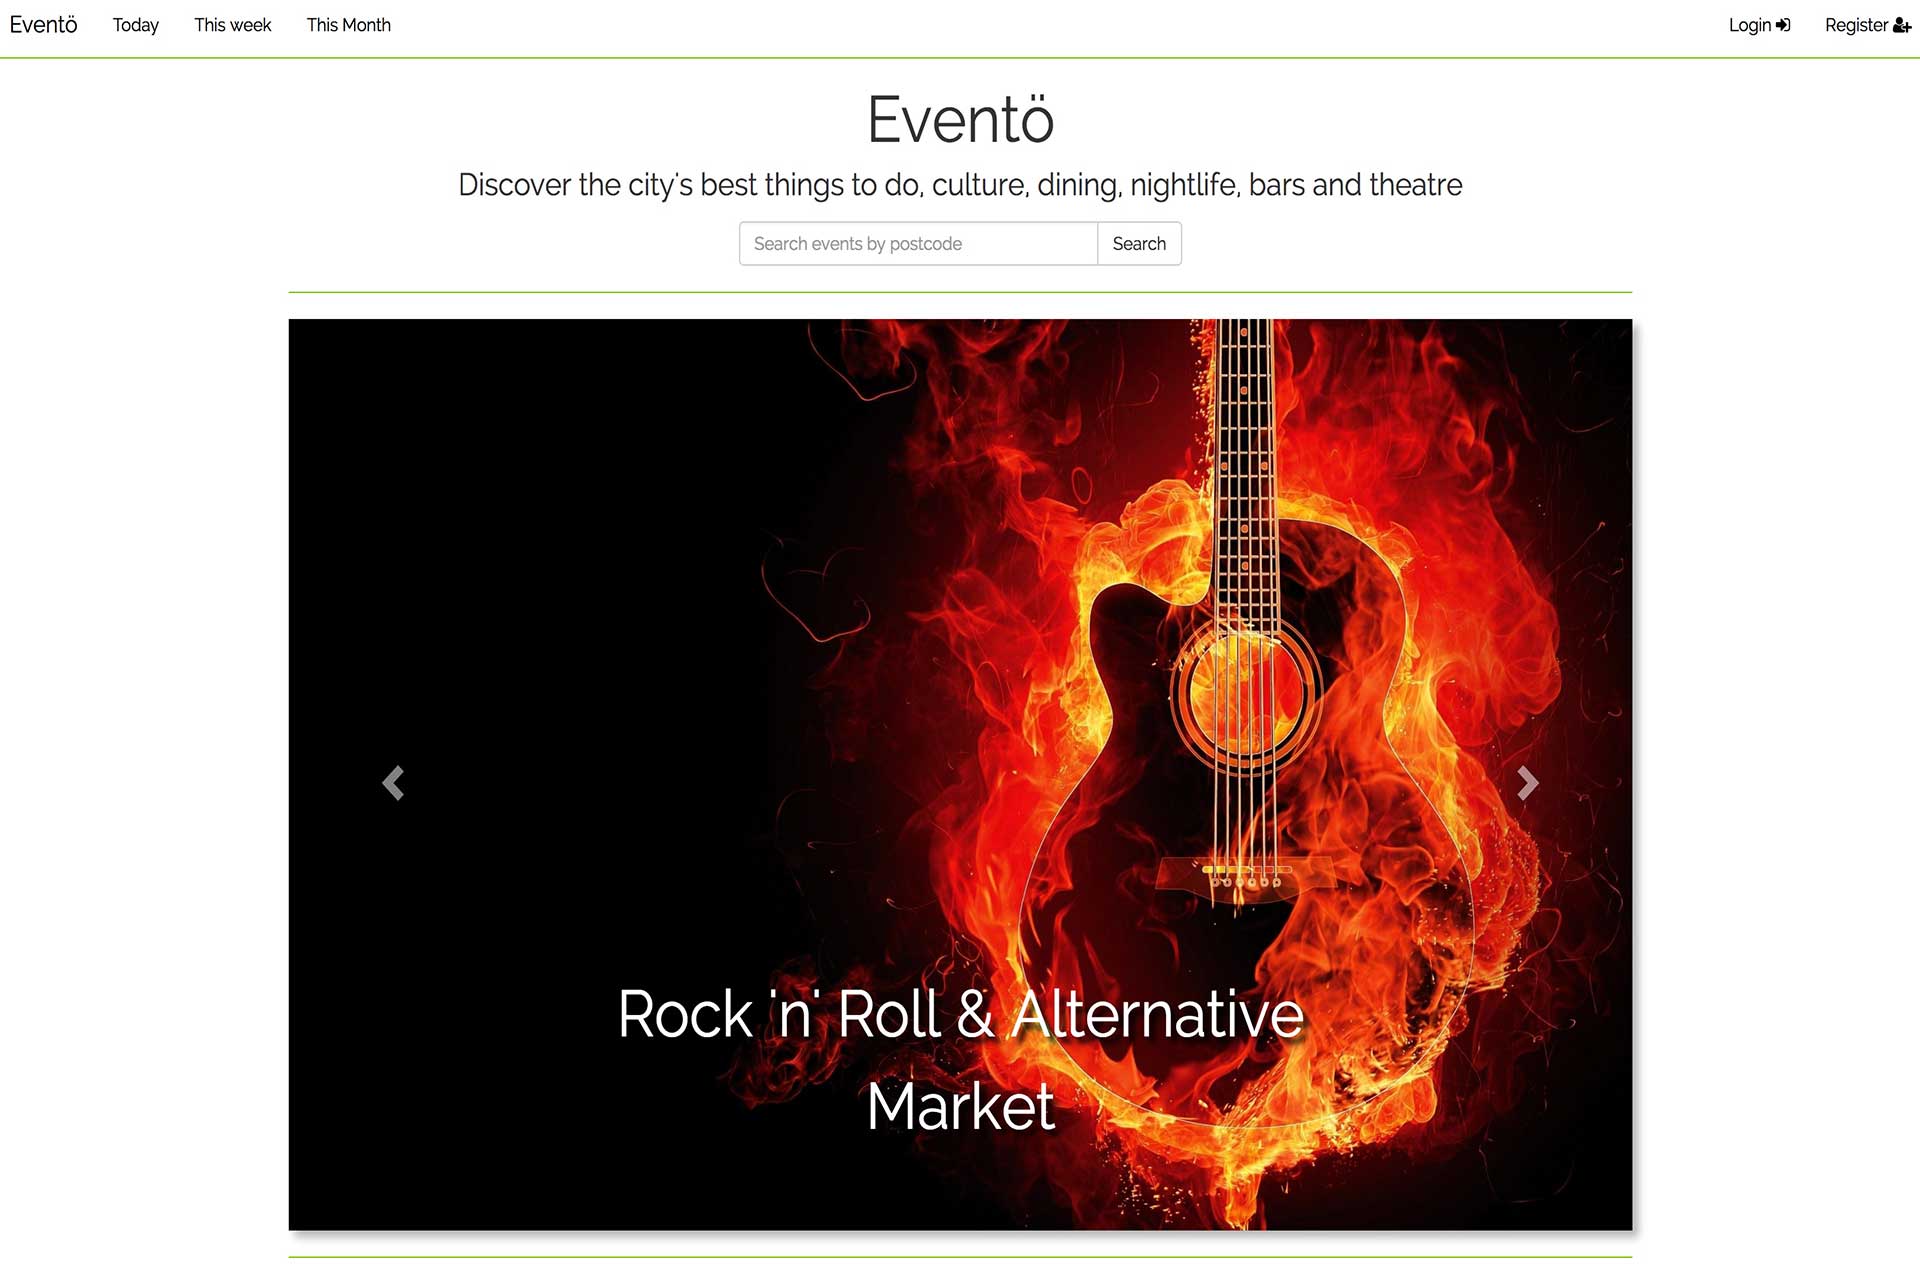 Eventö Today This week This Month Login Register
Eventö
Discover the city's best things to do, culture, dining, nightlife, bars and theatre
Search events by postcode Search
Rock 'n' Roll & Alternative
Market